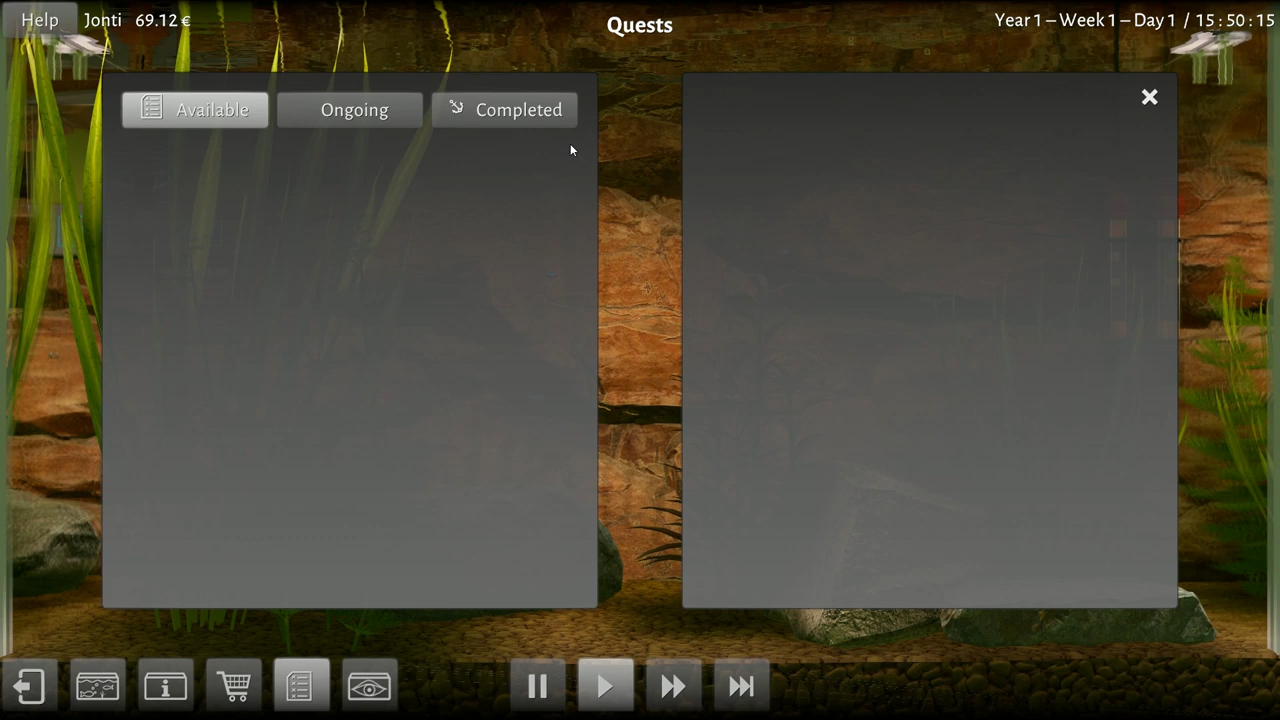 Help Jonti 69.12 €
Quests
Year 1 – Week 1 – Day 1 / 15:50:15
Available
Ongoing
Completed